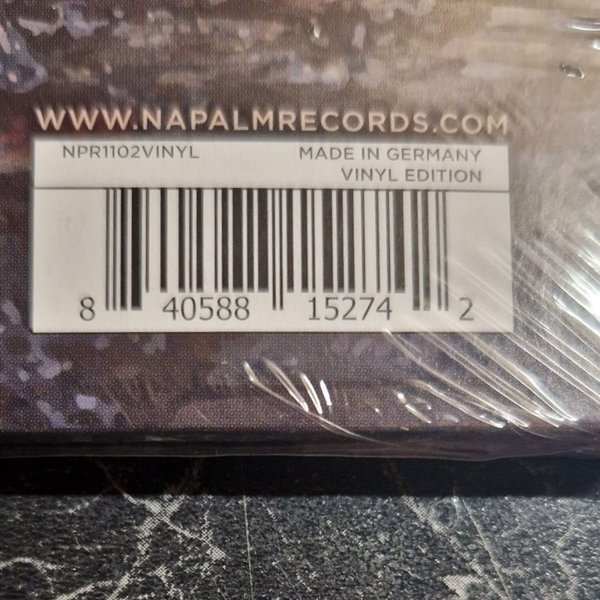 WWW.NAPALMRECORDS.COM
NPR1102VINYL MADE IN GERMANY
VINYL EDITION
8 40588 15274 2